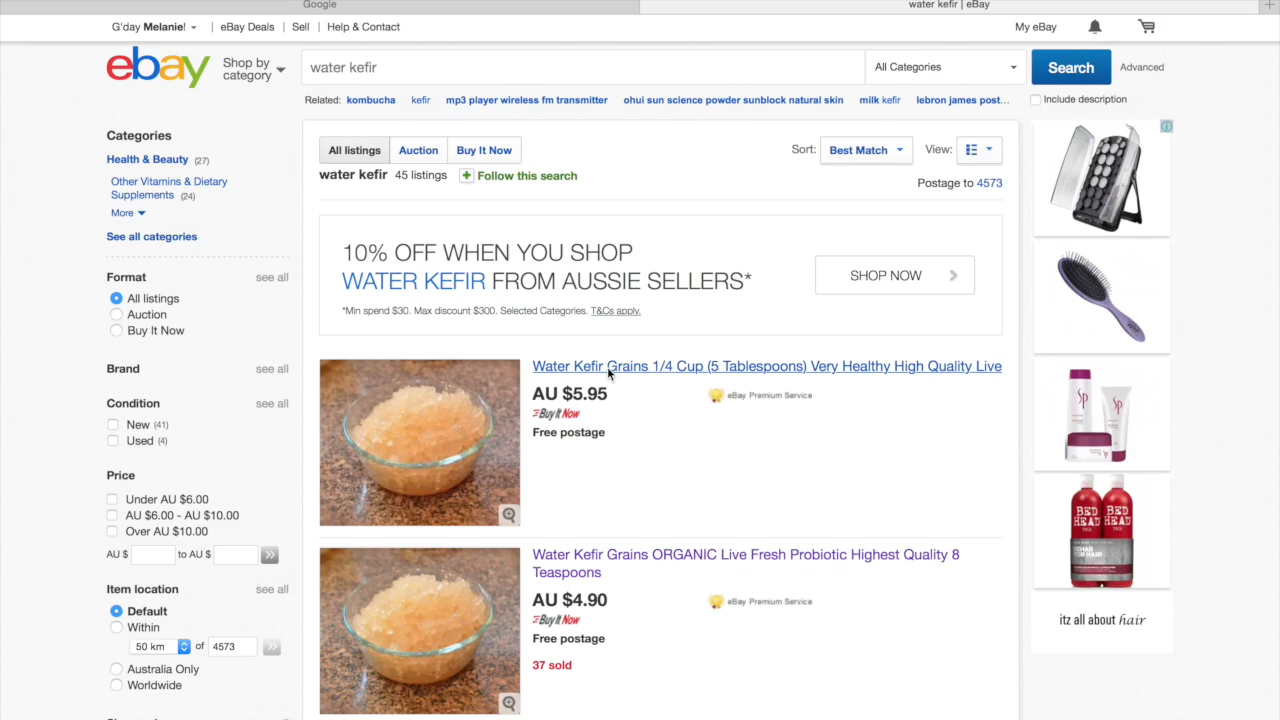 Google
water kefir | eBay
G'day Melanie!
eBay Deals
Sell
Help & Contact
My eBay
ebay
Shop by
category
water kefir
All Categories
Search
Advanced
Related: kombucha kefir mp3 player wireless fm transmitter ohui sun science powder sunblock natural skin milk kefir lebron james post...
Include description
Categories
Health & Beauty (27)
Other Vitamins & Dietary
Supplements (24)
More
See all categories
Format see all
All listings
Auction
Buy It Now
Brand see all
Condition see all
New (41)
Used (4)
Price
Under AU $6.00
AU $6.00 - AU $10.00
Over AU $10.00
AU $ to AU $
Item location see all
Default
Within
50 km of 4573
Australia Only
Worldwide
All listings Auction Buy It Now
Sort: Best Match View:
water kefir 45 listings Follow this search
Postage to 4573
10% OFF WHEN YOU SHOP
WATER KEFIR FROM AUSSIE SELLERS*
*Min spend $30. Max discount $300. Selected Categories. T&Cs apply.
SHOP NOW
Water Kefir Grains 1/4 Cup (5 Tablespoons) Very Healthy High Quality Live
AU $5.95
eBay Premium Service
Buy It Now
Free postage
Water Kefir Grains ORGANIC Live Fresh Probiotic Highest Quality 8
Teaspoons
AU $4.90
eBay Premium Service
Buy It Now
Free postage
37 sold
SP
BED
HEAD
BED
HEAD
itz all about hair